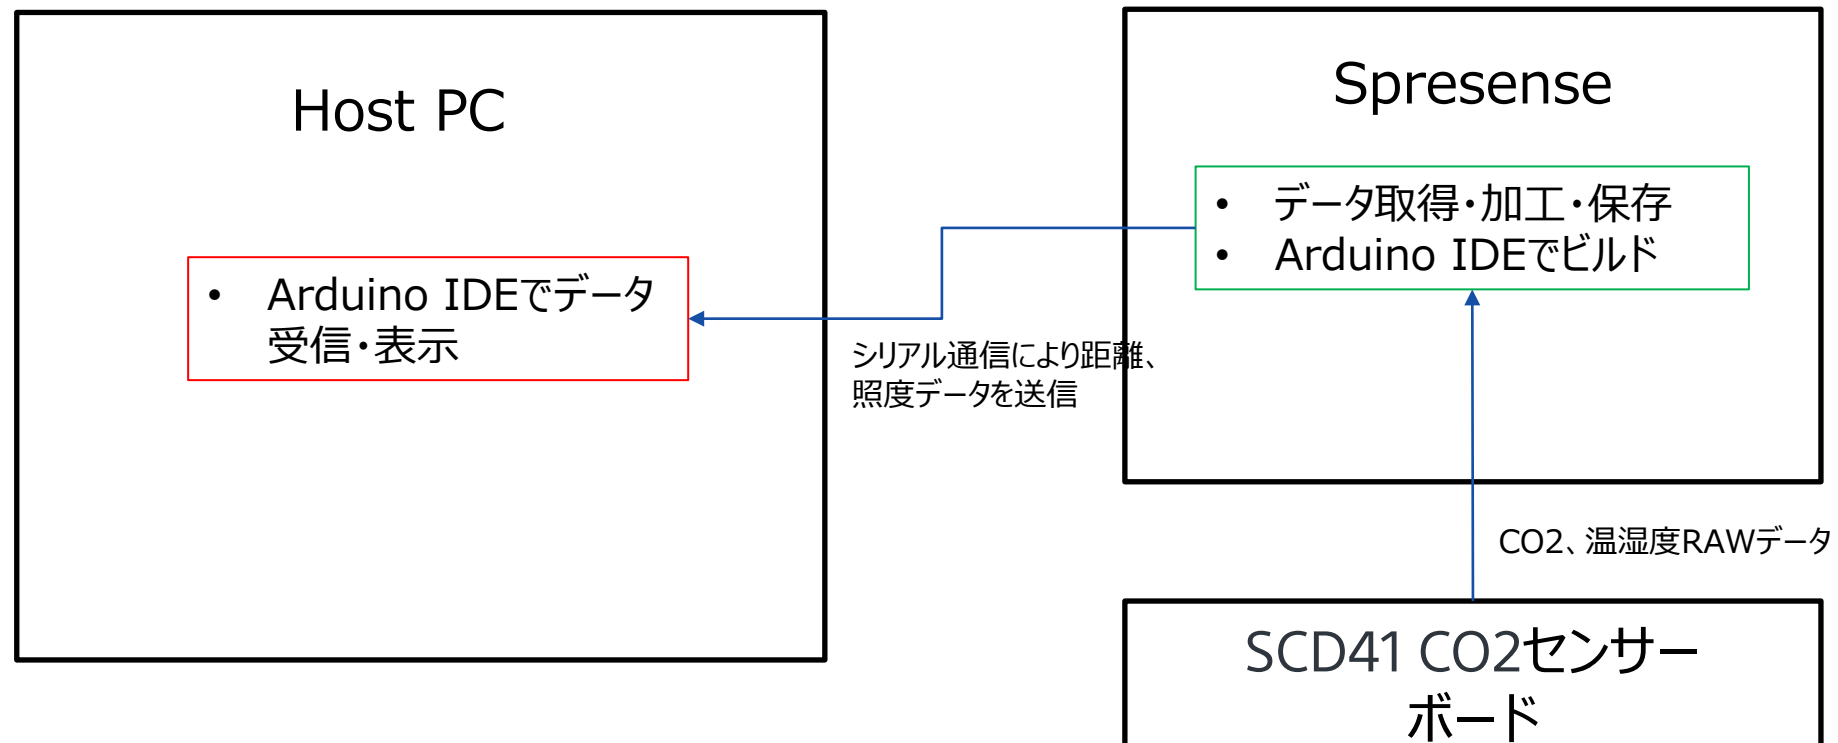 Host PC
• Arduino IDEでデータ
受信・表示
シリアル通信により距離、
照度データを送信
Spresense
• データ取得・加工・保存
• Arduino IDEでビルド
CO2、温湿度RAWデータ
SCD41 CO2センサー
ボード